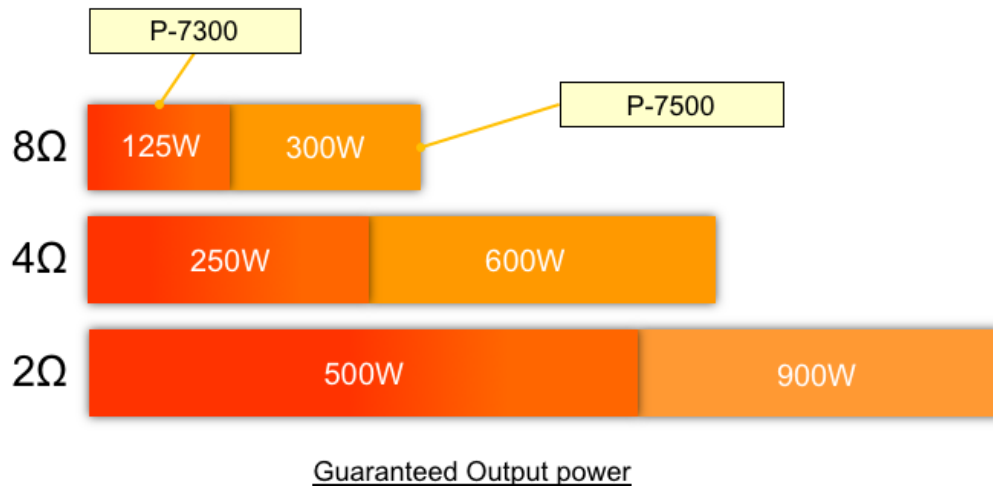 P-7300
P-7500
8Ω 125W 300W
4Ω 250W 600W
2Ω 500W 900W
Guaranteed Output power